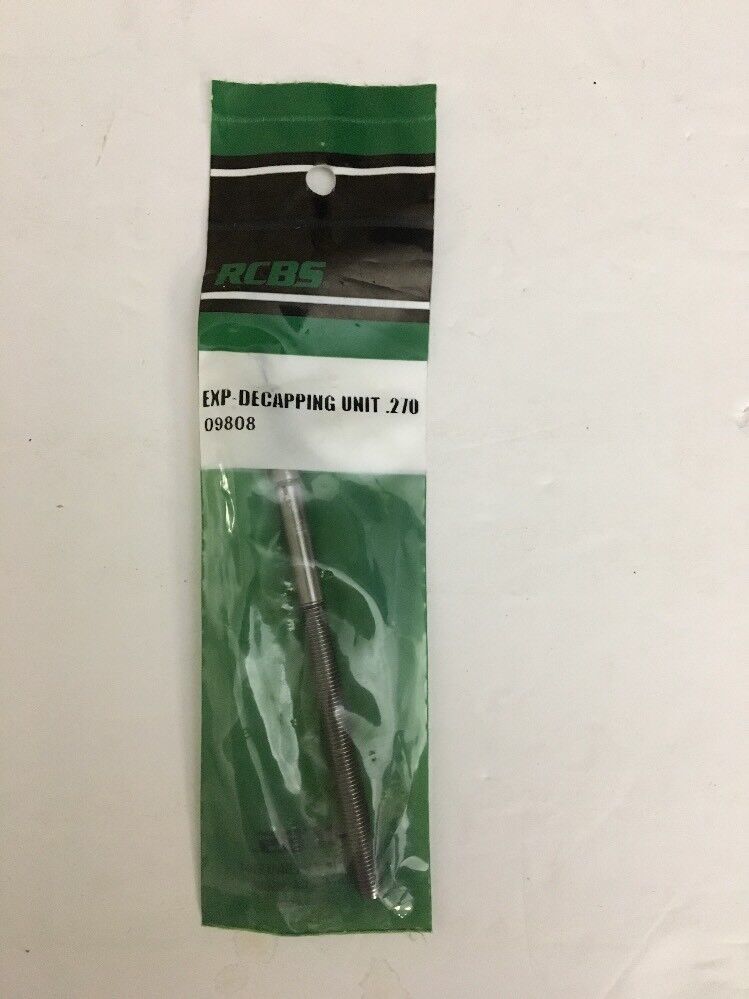 RCBS
EXP-DECAPPING UNIT .270
09808